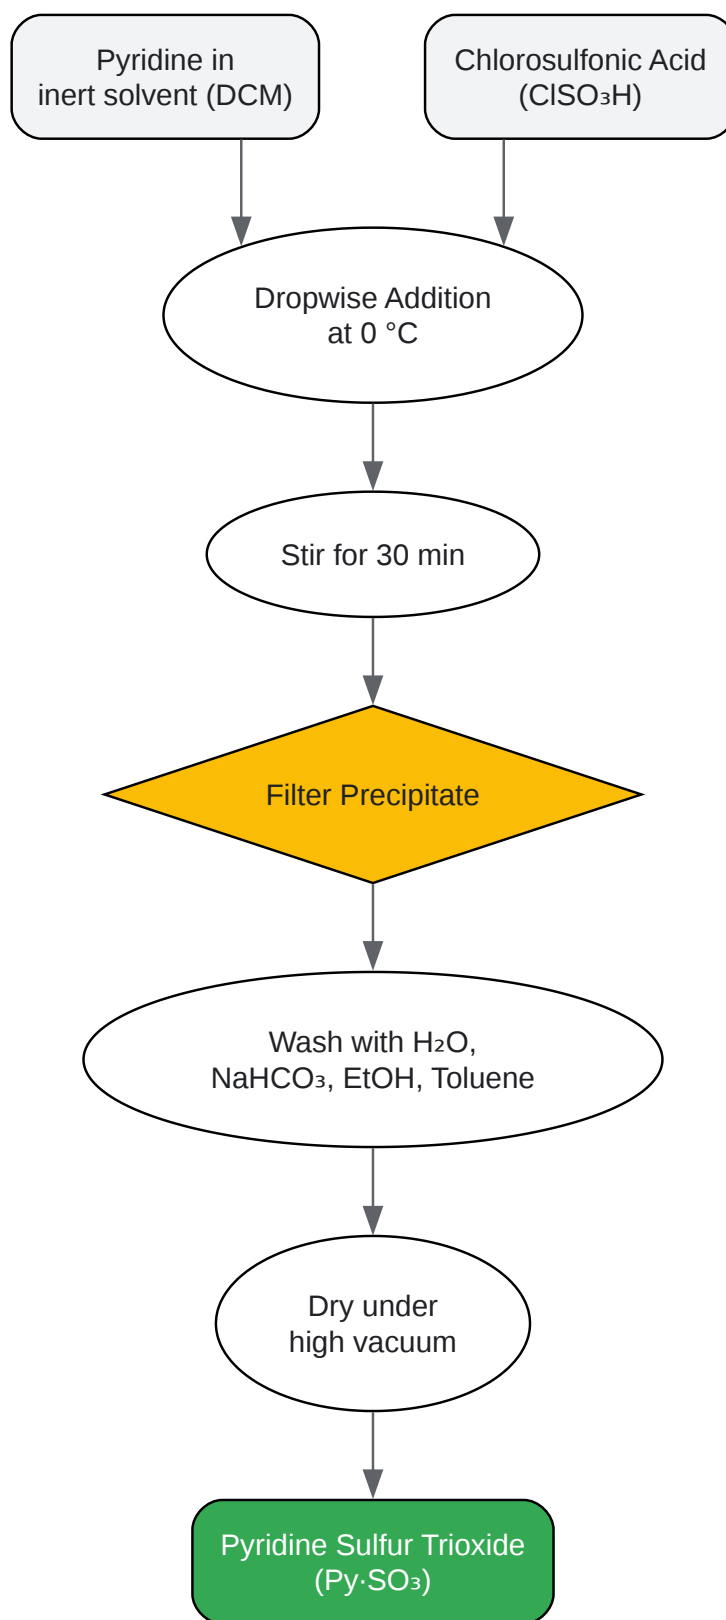 Pyridine in
inert solvent (DCM)
Chlorosulfonic Acid
(ClSO₃H)
Dropwise Addition
at 0 °C
Stir for 30 min
Filter Precipitate
Wash with H₂O,
NaHCO₃, EtOH, Toluene
Dry under
high vacuum
Pyridine Sulfur Trioxide
(Py·SO₃)